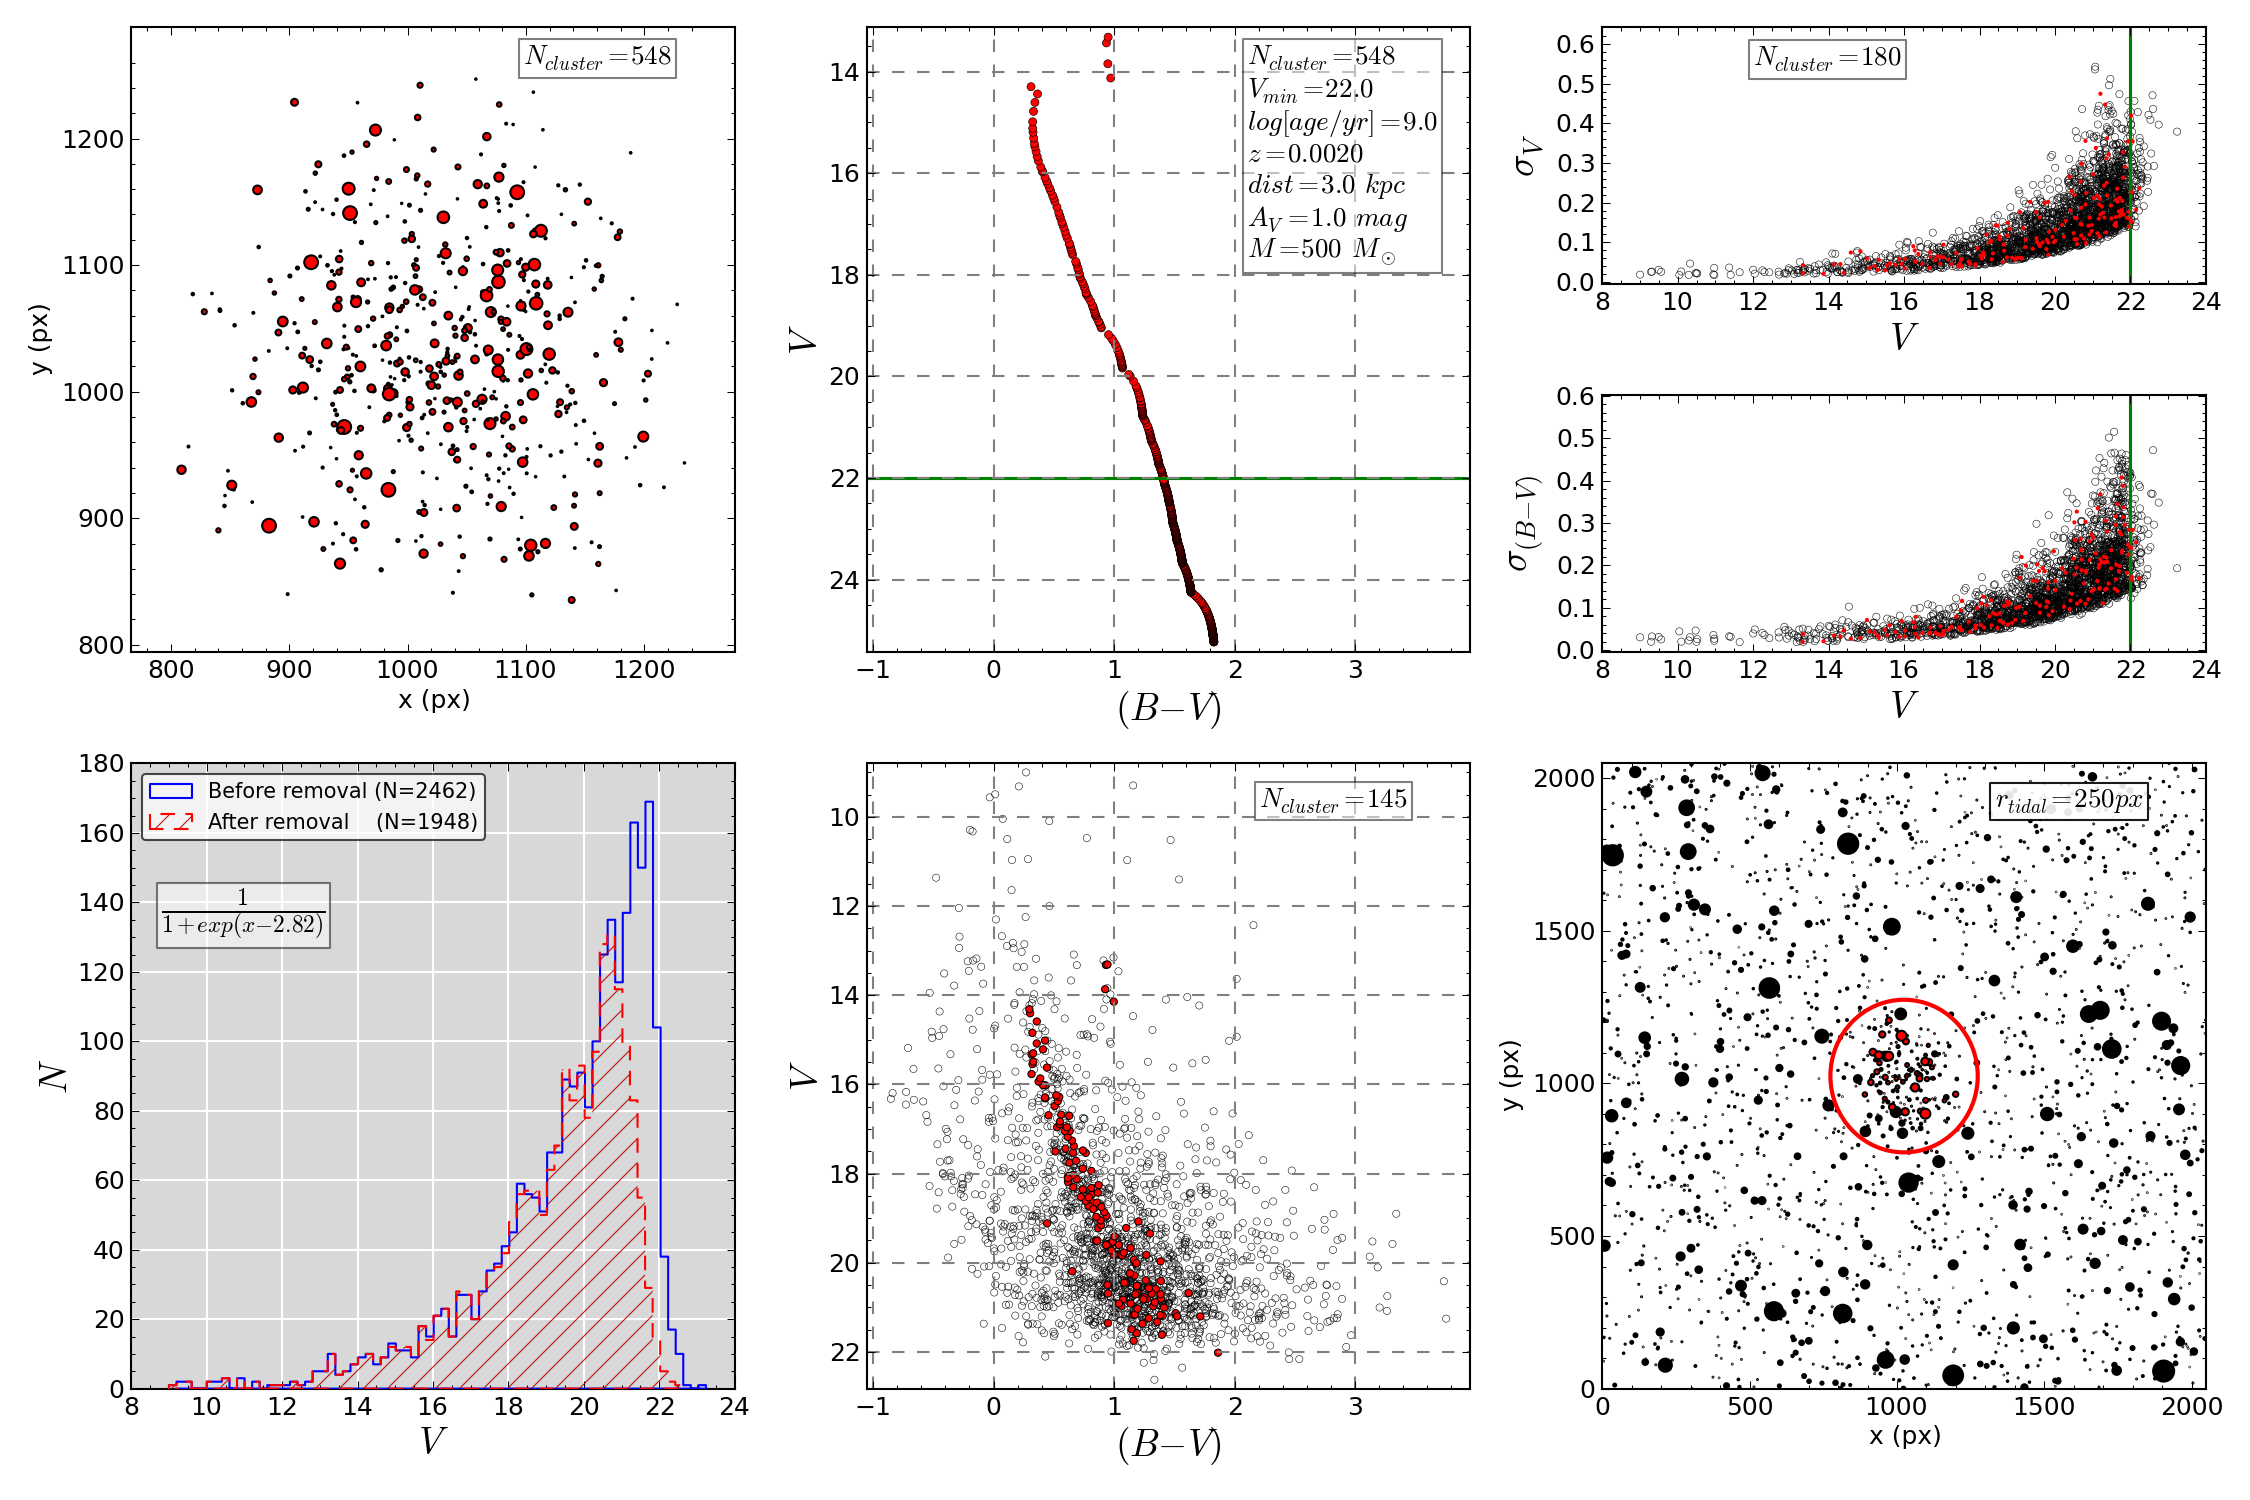 N_cluster=548
1200
1100
1000
900
800
y (px)
800 900 1000 1100 1200
x (px)
N_cluster=548
V_min=22.0
log[age/yr]=9.0
z=0.0020
dist=3.0 kpc
A_V=1.0 mag
M=500 M_⊙
14
16
18
20
22
24
V
−1 0 1 2 3
(B−V)
N_cluster=180
0.6
0.5
0.4
0.3
0.2
0.1
0.0
σ_V
8 10 12 14 16 18 20 22 24
V
0.6
0.5
0.4
0.3
0.2
0.1
0.0
σ_(B−V)
8 10 12 14 16 18 20 22 24
V
Before removal (N=2462)
After removal (N=1948)
1
1+exp(x−2.82)
180
160
140
120
100
80
60
40
20
0
N
8 10 12 14 16 18 20 22 24
V
N_cluster=145
10
12
14
16
18
20
22
V
−1 0 1 2 3
(B−V)
r_tidal=250px
2000
1500
1000
500
0
y (px)
0 500 1000 1500 2000
x (px)